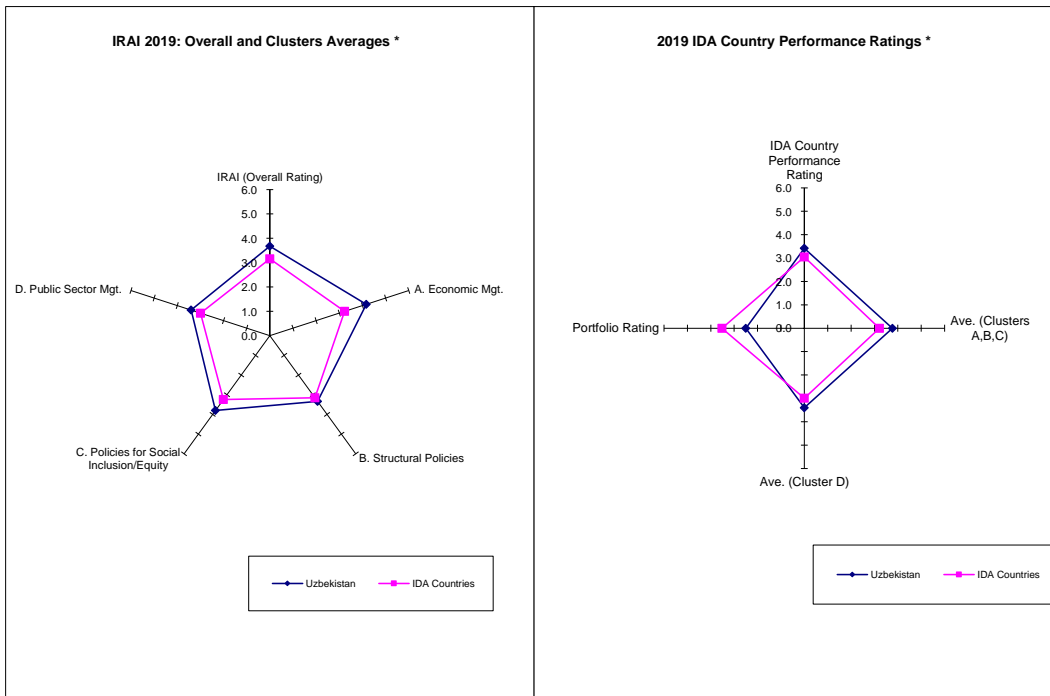 IRAI 2019: Overall and Clusters Averages *
IRAI (Overall Rating)
6.0
5.0
4.0
3.0
2.0
1.0
0.0
A. Economic Mgt.
B. Structural Policies
C. Policies for Social
Inclusion/Equity
D. Public Sector Mgt.
Uzbekistan
IDA Countries
2019 IDA Country Performance Ratings *
IDA Country
Performance
Rating
6.0
5.0
4.0
3.0
2.0
1.0
0.0
Ave. (Clusters
A,B,C)
Ave. (Cluster D)
Portfolio Rating
Uzbekistan
IDA Countries